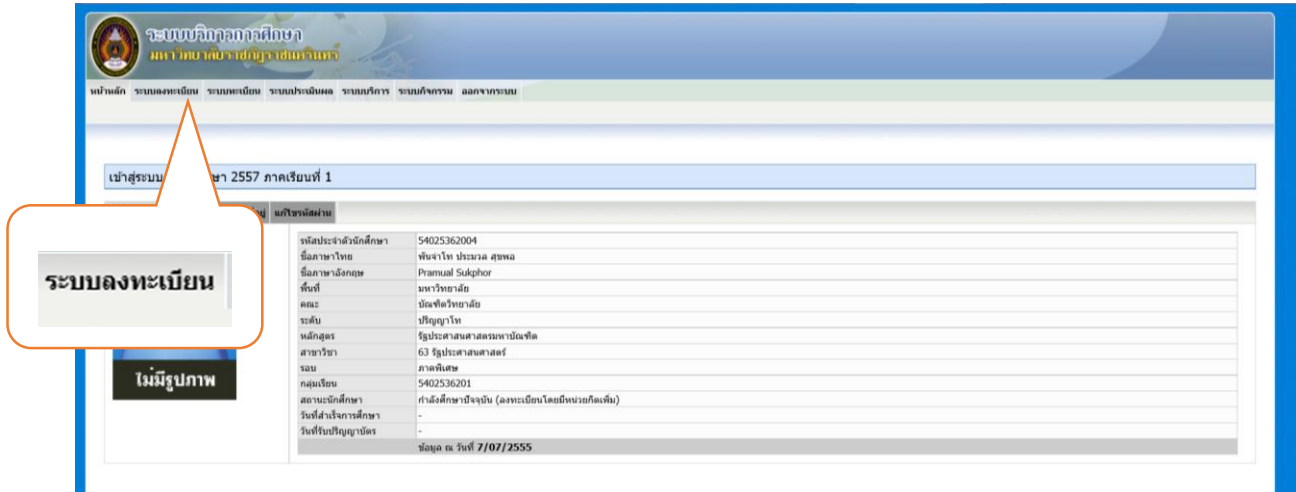 ระบบบริการการศึกษา
มหาวิทยาลัยราชภัฏราชนครินทร์
หน้าหลัก ระบบลงทะเบียน ระบบทะเบียน ระบบประเมินผล ระบบบริการ ระบบกิจกรรม ออกจากระบบ
เข้าสู่ระบบ ษา 2557 ภาคเรียนที่ 1
แก้ไขรหัสผ่าน
ระบบลงทะเบียน
ไม่มีรูปภาพ
รหัสประจำตัวนักศึกษา 54025362004
ชื่อภาษาไทย พันจ่าโท ประมวล สุขพอ
ชื่อภาษาอังกฤษ Pramual Sukphor
พื้นที่ มหาวิทยาลัย
คณะ บัณฑิตวิทยาลัย
ระดับ ปริญญาโท
หลักสูตร รัฐประศาสนศาสตรมหาบัณฑิต
สาขาวิชา 63 รัฐประศาสนศาสตร์
รอบ ภาคพิเศษ
กลุ่มเรียน 5402536201
สถานะนักศึกษา กำลังศึกษาปัจจุบัน (ลงทะเบียนโดยมีหน่วยกิตเพิ่ม)
วันที่สำเร็จการศึกษา -
วันที่รับปริญญาบัตร -
ข้อมูล ณ วันที่ 7/07/2555